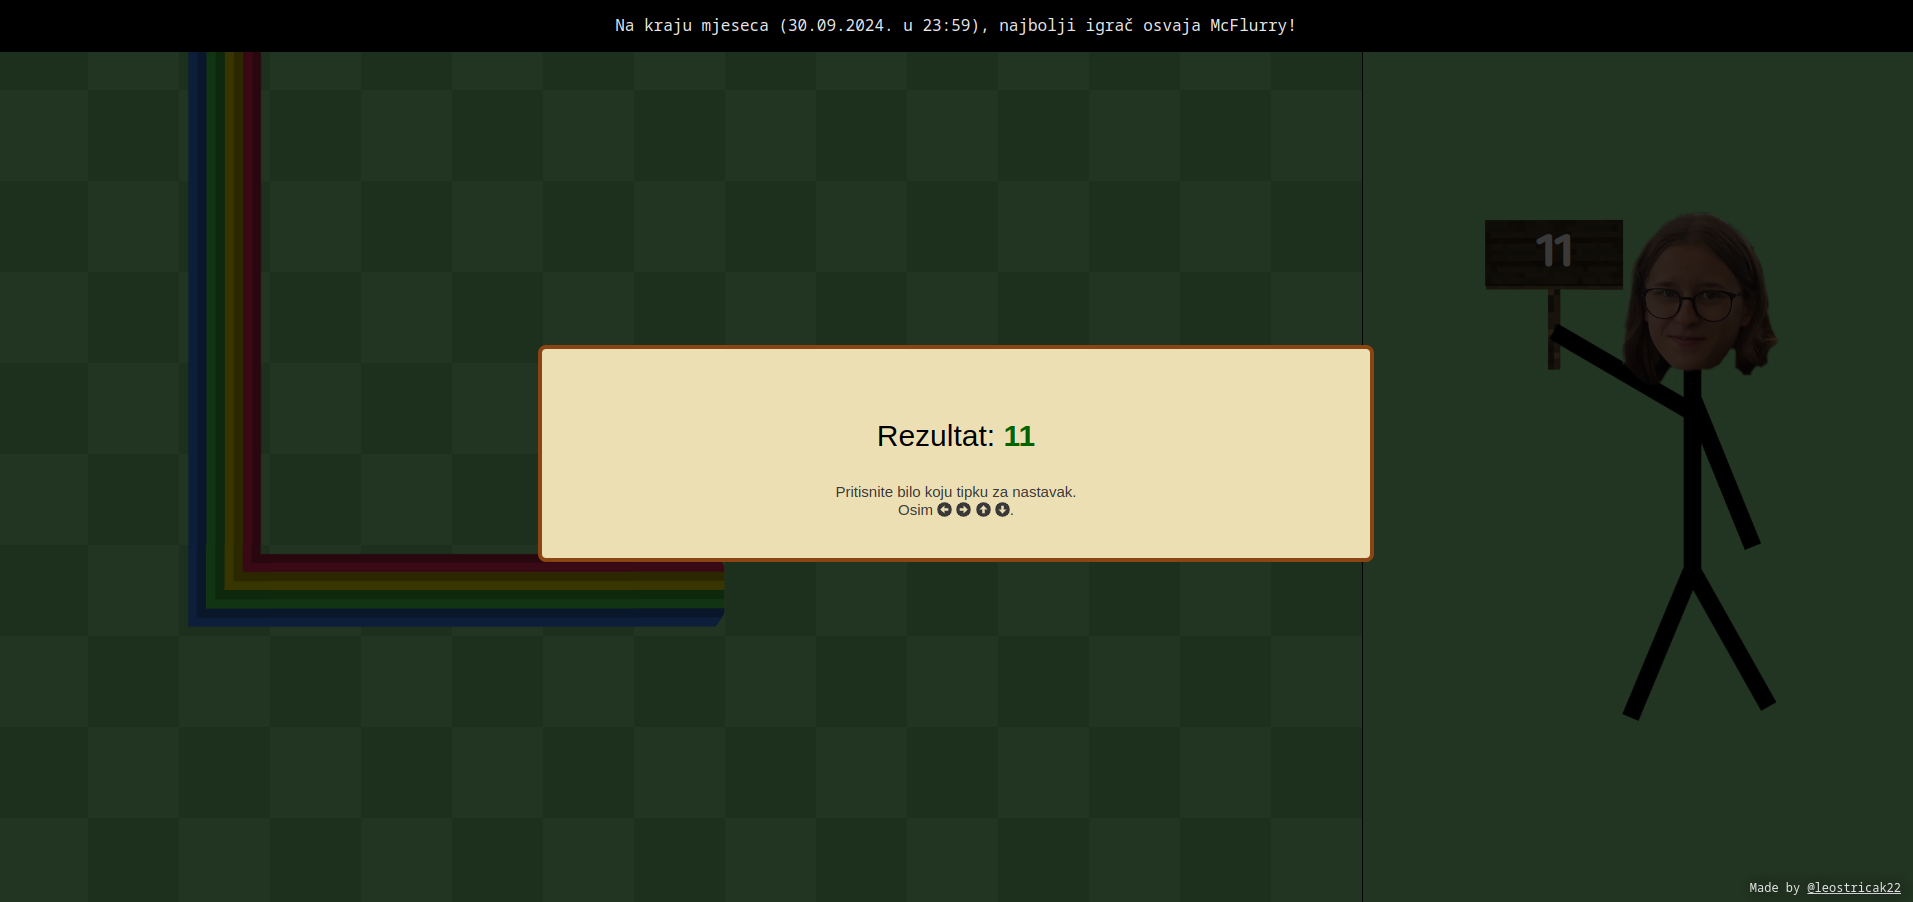 Na kraju mjeseca (30.09.2024. u 23:59), najbolji igrač osvaja McFlurry!
11
Rezultat: 11
Pritisnite bilo koju tipku za nastavak.
Osim .
Made by @leostricak22